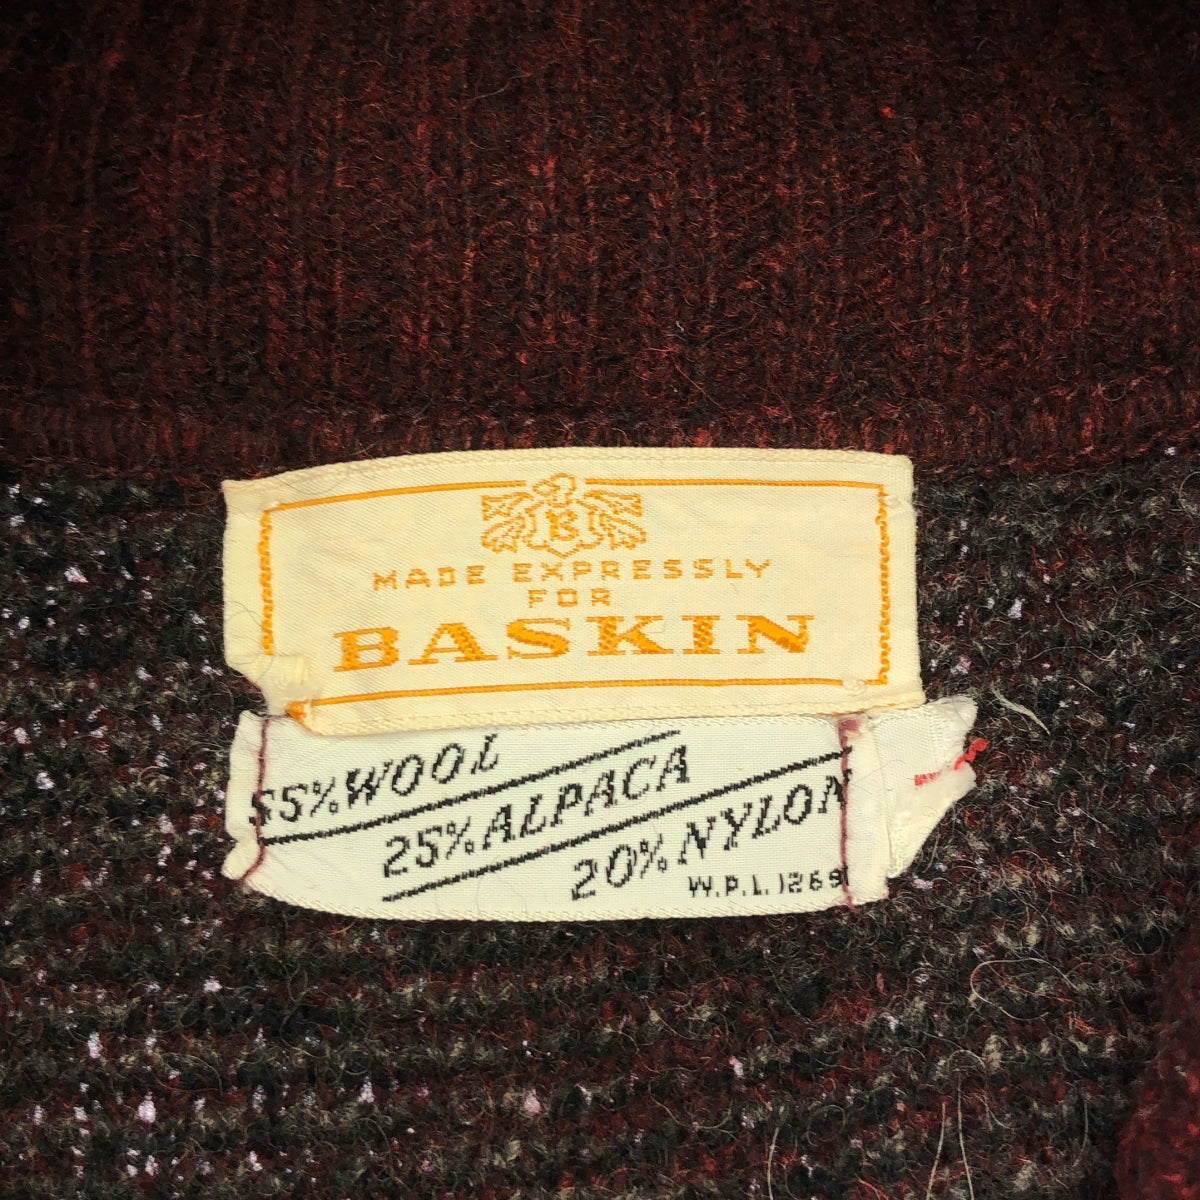 B
MADE EXPRESSLY
FOR
BASKIN
55% WOOL
25% ALPACA
20% NYLON
W.P.L. 1269